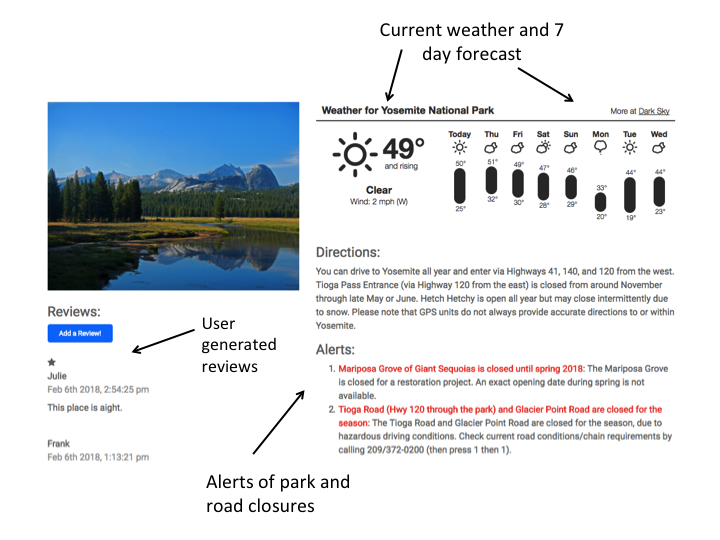 Current weather and 7
day forecast
Weather for Yosemite National Park
More at Dark Sky
49°
and rising
Clear
Wind: 2 mph (W)
Today Thu Fri Sat Sun Mon Tue Wed
50° 51° 49° 47° 46° 33° 44° 44°
25° 32° 30° 28° 29° 20° 19° 23°
Directions:
You can drive to Yosemite all year and enter via Highways 41, 140, and 120 from the west.
Tioga Pass Entrance (via Highway 120 from the east) is closed from around November
through late May or June. Hetch Hetchy is open all year but may close intermittently due
to snow. Please note that GPS units do not always provide accurate directions to or within
Yosemite.
Reviews:
Add a Review!
Julie
Feb 6th 2018, 2:54:25 pm
This place is aight.
Frank
Feb 6th 2018, 1:13:21 pm
User
generated
reviews
Alerts:
1. Mariposa Grove of Giant Sequoias is closed until spring 2018: The Mariposa Grove
is closed for a restoration project. An exact opening date during spring is not
available.
2. Tioga Road (Hwy 120 through the park) and Glacier Point Road are closed for the
season: The Tioga Road and Glacier Point Road are closed for the season, due to
hazardous driving conditions. Check current road conditions/chain requirements by
calling 209/372-0200 (then press 1 then 1).
Alerts of park and
road closures